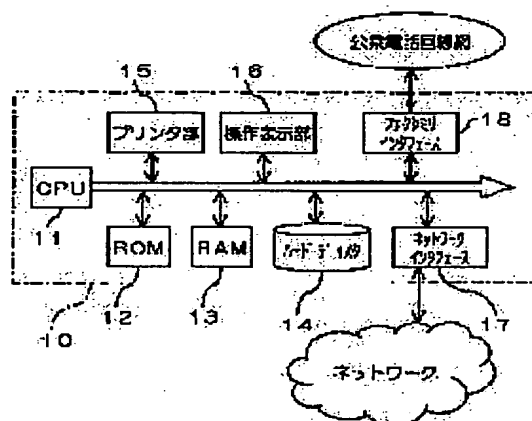 公衆電話回線網
15
16
プリンタ部
操作表示部
ファクシミリ
インタフェース
18
CPU
11
ROM
RAM
ハードディスク
ネットワーク
インタフェース
10
12
13
14
17
ネットワーク